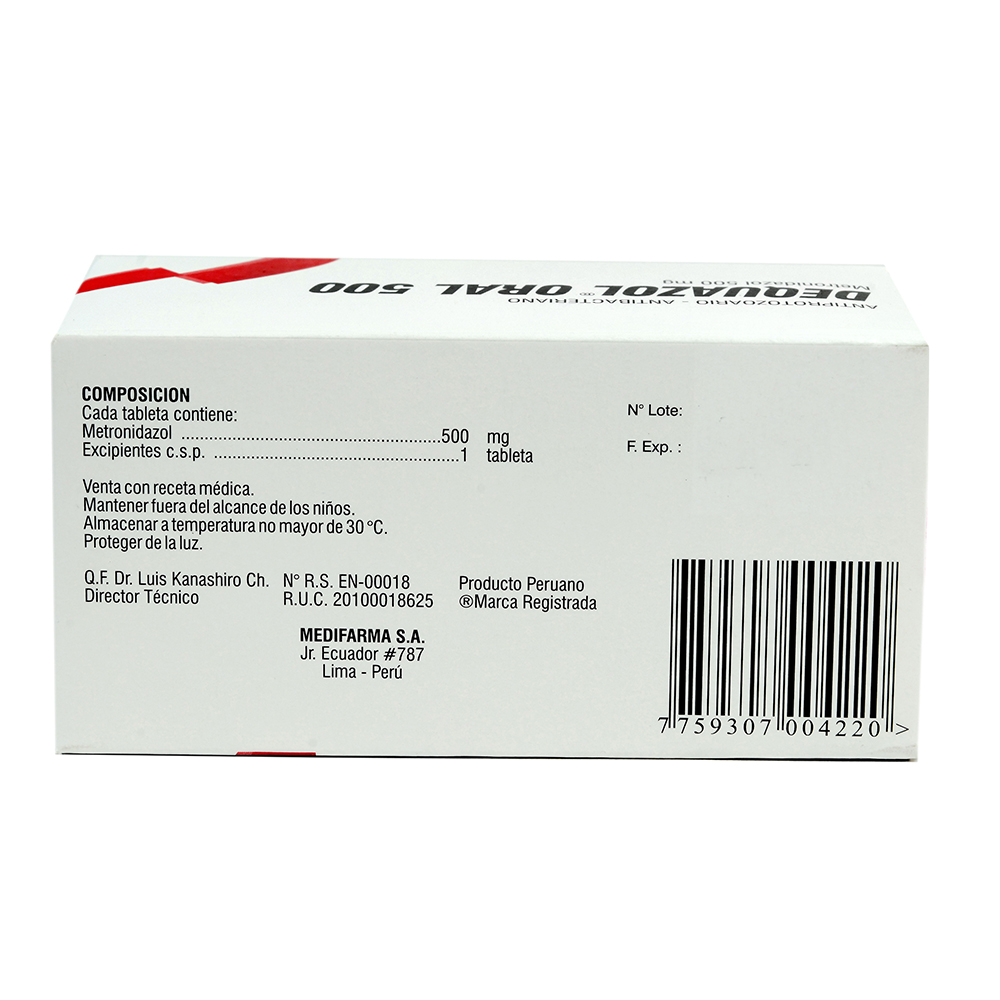 ANTIPROTOZOARIO - ANTIBACTERIANO
DEQUAZOL® ORAL 500
Metronidazol 500 mg
COMPOSICION
Cada tableta contiene:
Metronidazol ................................................500 mg
Excipientes c.s.p. ..............................................1 tableta
N° Lote:
F. Exp. :
Venta con receta médica.
Mantener fuera del alcance de los niños.
Almacenar a temperatura no mayor de 30 °C.
Proteger de la luz.
Q.F. Dr. Luis Kanashiro Ch.
Director Técnico
N° R.S. EN-00018
R.U.C. 20100018625
Producto Peruano
®Marca Registrada
MEDIFARMA S.A.
Jr. Ecuador #787
Lima - Perú
7 759307 004220 >